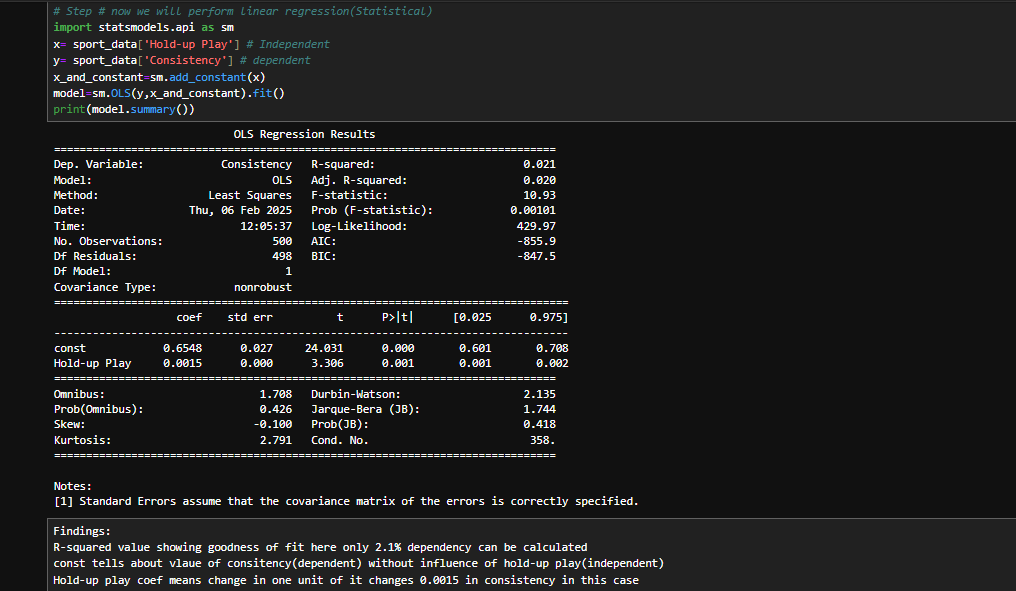 # Step # now we will perform linear regression(Statistical)
import statsmodels.api as sm
x= sport_data['Hold-up Play'] # Independent
y= sport_data['Consistency'] # dependent
x_and_constant=sm.add_constant(x)
model=sm.OLS(y,x_and_constant).fit()
print(model.summary())
OLS Regression Results
==============================================================================
Dep. Variable: Consistency R-squared: 0.021
Model: OLS Adj. R-squared: 0.020
Method: Least Squares F-statistic: 10.93
Date: Thu, 06 Feb 2025 Prob (F-statistic): 0.00101
Time: 12:05:37 Log-Likelihood: 429.97
No. Observations: 500 AIC: -855.9
Df Residuals: 498 BIC: -847.5
Df Model: 1
Covariance Type: nonrobust
================================================================================
coef std err t P>|t| [0.025 0.975]
--------------------------------------------------------------------------------
const 0.6548 0.027 24.031 0.000 0.601 0.708
Hold-up Play 0.0015 0.000 3.306 0.001 0.001 0.002
==============================================================================
Omnibus: 1.708 Durbin-Watson: 2.135
Prob(Omnibus): 0.426 Jarque-Bera (JB): 1.744
Skew: -0.100 Prob(JB): 0.418
Kurtosis: 2.791 Cond. No. 358.
==============================================================================
Notes:
[1] Standard Errors assume that the covariance matrix of the errors is correctly specified.
Findings:
R-squared value showing goodness of fit here only 2.1% dependency can be calculated
const tells about vlaue of consitency(dependent) without influence of hold-up play(independent)
Hold-up play coef means change in one unit of it changes 0.0015 in consistency in this case